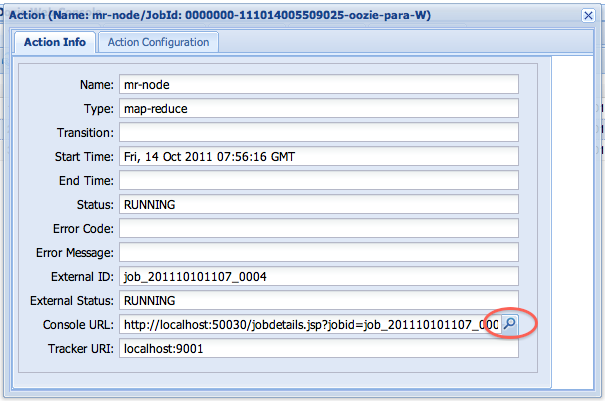 Action (Name: mr-node/JobId: 0000000-111014005509025-oozie-para-W)
Action Info
Action Configuration
Name: mr-node
Type: map-reduce
Transition:
Start Time: Fri, 14 Oct 2011 07:56:16 GMT
End Time:
Status: RUNNING
Error Code:
Error Message:
External ID: job_201110101107_0004
External Status: RUNNING
Console URL: http://localhost:50030/jobdetails.jsp?jobid=job_201110101107_000
Tracker URI: localhost:9001